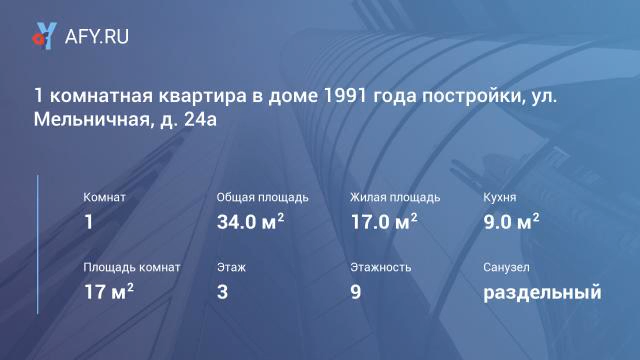 AFY.RU
1 комнатная квартира в доме 1991 года постройки, ул.
Мельничная, д. 24а
Комнат
Общая площадь
Жилая площадь
Кухня
1
34.0 м²
17.0 м²
9.0 м²
Площадь комнат
Этаж
Этажность
Санузел
17 м²
3
9
раздельный